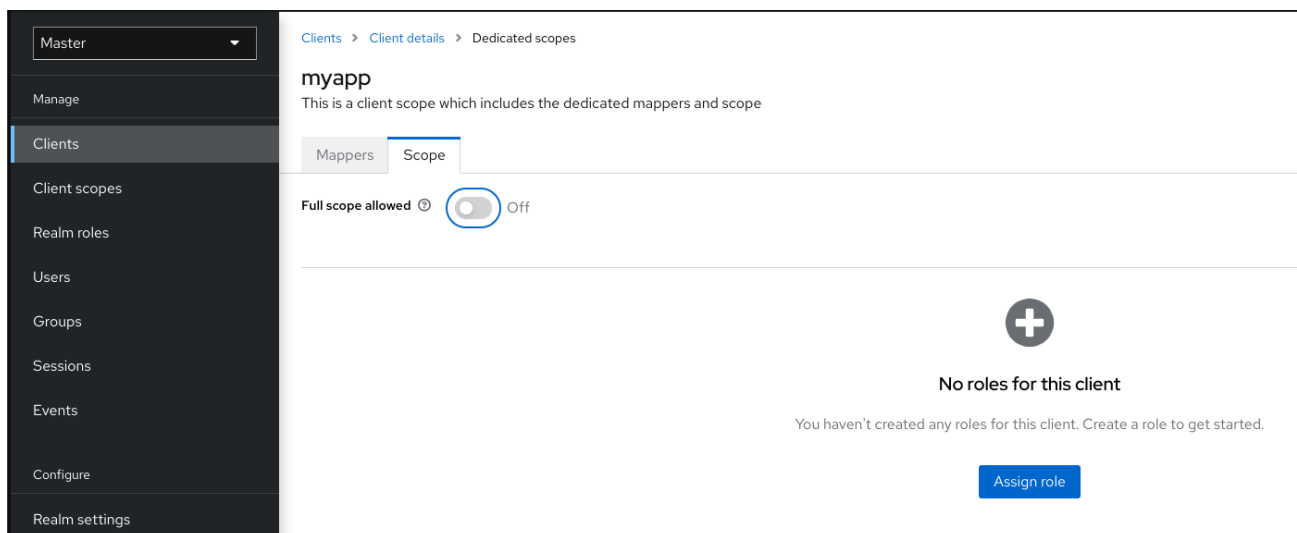 Master
Manage
Clients
Client scopes
Realm roles
Users
Groups
Sessions
Events
Configure
Realm settings
Clients > Client details > Dedicated scopes
myapp
This is a client scope which includes the dedicated mappers and scope
Mappers Scope
Full scope allowed ? Off
No roles for this client
You haven't created any roles for this client. Create a role to get started.
Assign role